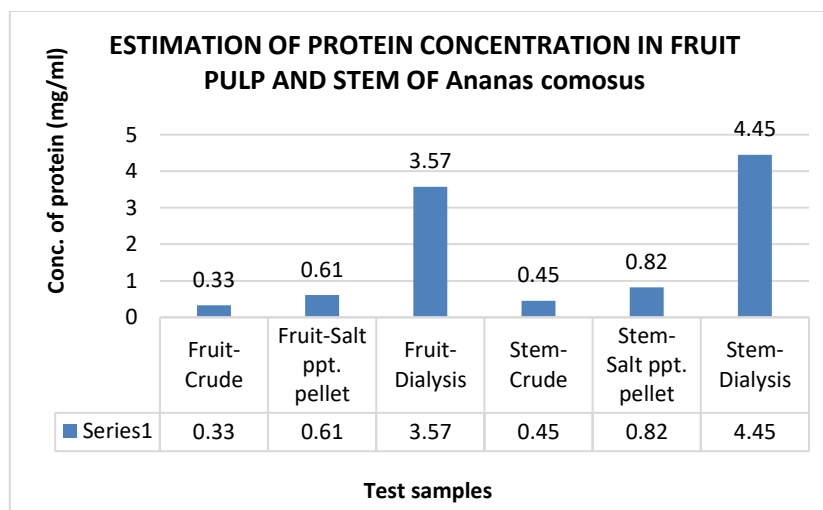 ESTIMATION OF PROTEIN CONCENTRATION IN FRUIT
PULP AND STEM OF Ananas comosus
Conc. of protein (mg/ml)
5
4
3
2
1
0
0.33
0.61
3.57
0.45
0.82
4.45
Fruit-
Crude
Fruit-Salt
ppt.
pellet
Fruit-
Dialysis
Stem-
Crude
Stem-
Salt ppt.
pellet
Stem-
Dialysis
Series1 0.33 0.61 3.57 0.45 0.82 4.45
Test samples